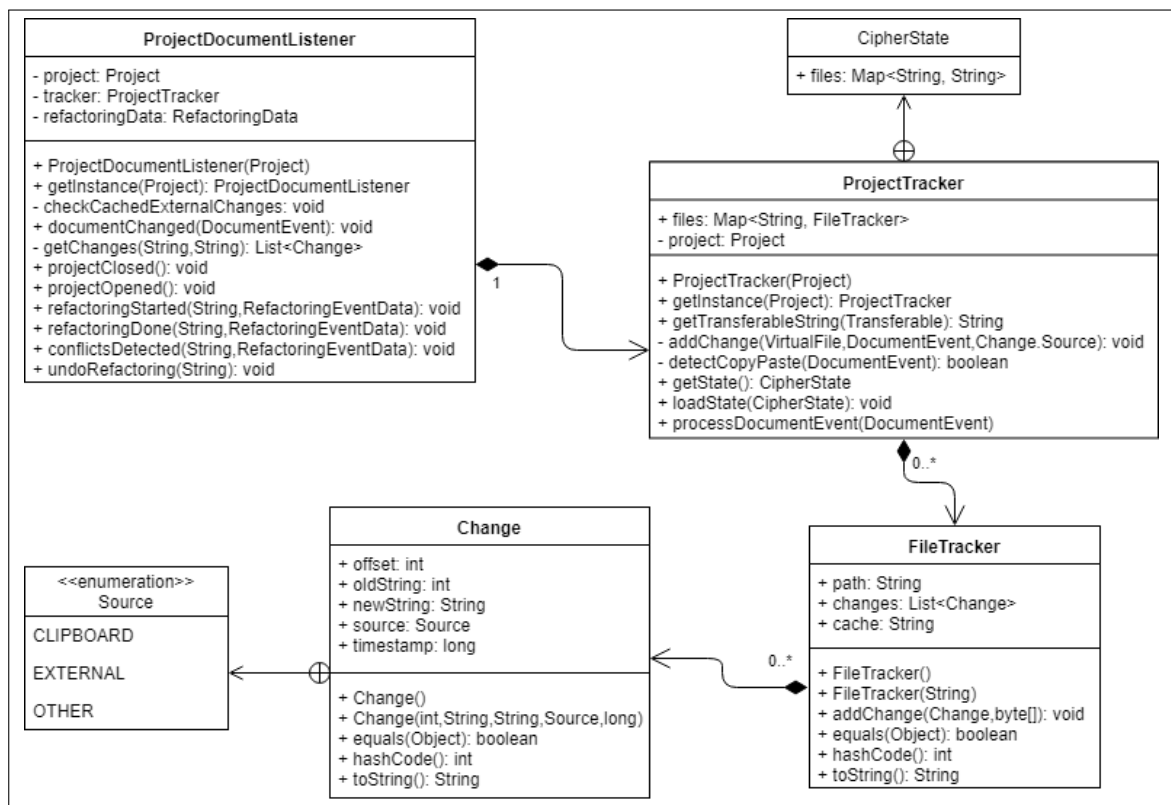 ProjectDocumentListener
- project: Project
- tracker: ProjectTracker
- refactoringData: RefactoringData
+ ProjectDocumentListener(Project)
+ getInstance(Project): ProjectDocumentListener
- checkCachedExternalChanges: void
+ documentChanged(DocumentEvent): void
- getChanges(String,String): List<Change>
+ projectClosed(): void
+ projectOpened(): void
+ refactoringStarted(String,RefactoringEventData): void
+ refactoringDone(String,RefactoringEventData): void
+ conflictsDetected(String,RefactoringEventData): void
+ undoRefactoring(String): void
1
CipherState
+ files: Map<String, String>
ProjectTracker
+ files: Map<String, FileTracker>
- project: Project
+ ProjectTracker(Project)
+ getInstance(Project): ProjectTracker
+ getTransferableString(Transferable): String
- addChange(VirtualFile,DocumentEvent,Change.Source): void
- detectCopyPaste(DocumentEvent): boolean
+ getState(): CipherState
+ loadState(CipherState): void
+ processDocumentEvent(DocumentEvent)
0..*
FileTracker
+ path: String
+ changes: List<Change>
+ cache: String
+ FileTracker()
+ FileTracker(String)
+ addChange(Change,byte[]): void
+ equals(Object): boolean
+ hashCode(): int
+ toString(): String
0..*
Change
+ offset: int
+ oldString: int
+ newString: String
+ source: Source
+ timestamp: long
+ Change()
+ Change(int,String,String,Source,long)
+ equals(Object): boolean
+ hashCode(): int
+ toString(): String
<<enumeration>>
Source
CLIPBOARD
EXTERNAL
OTHER